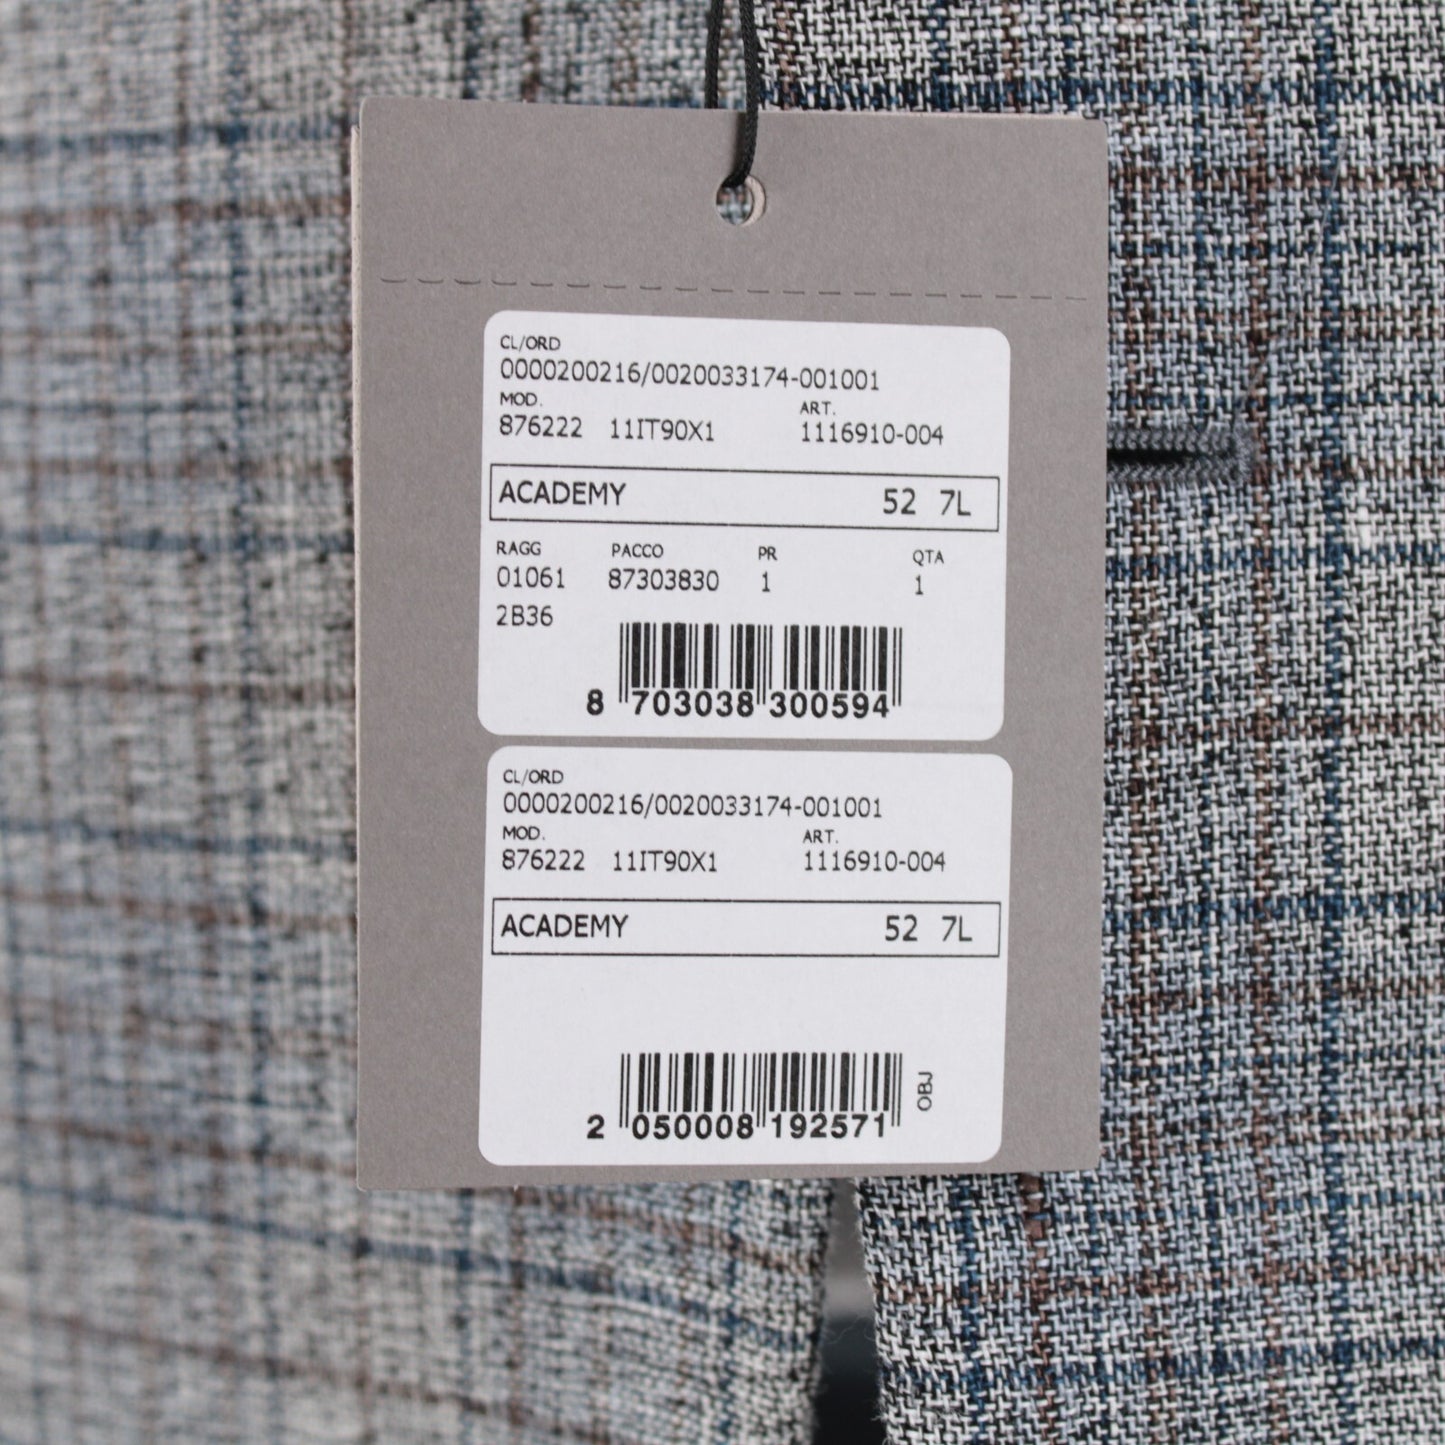 CL/ORD
0000200216/0020033174-001001
MOD. ART.
876222 11IT90X1 1116910-004
ACADEMY 52 7L
RAGG PACCO PR QTA
01061 87303830 1 1
2B36
8 703038 300594
CL/ORD
0000200216/0020033174-001001
MOD. ART.
876222 11IT90X1 1116910-004
ACADEMY 52 7L
OBJ
2 050008 192571